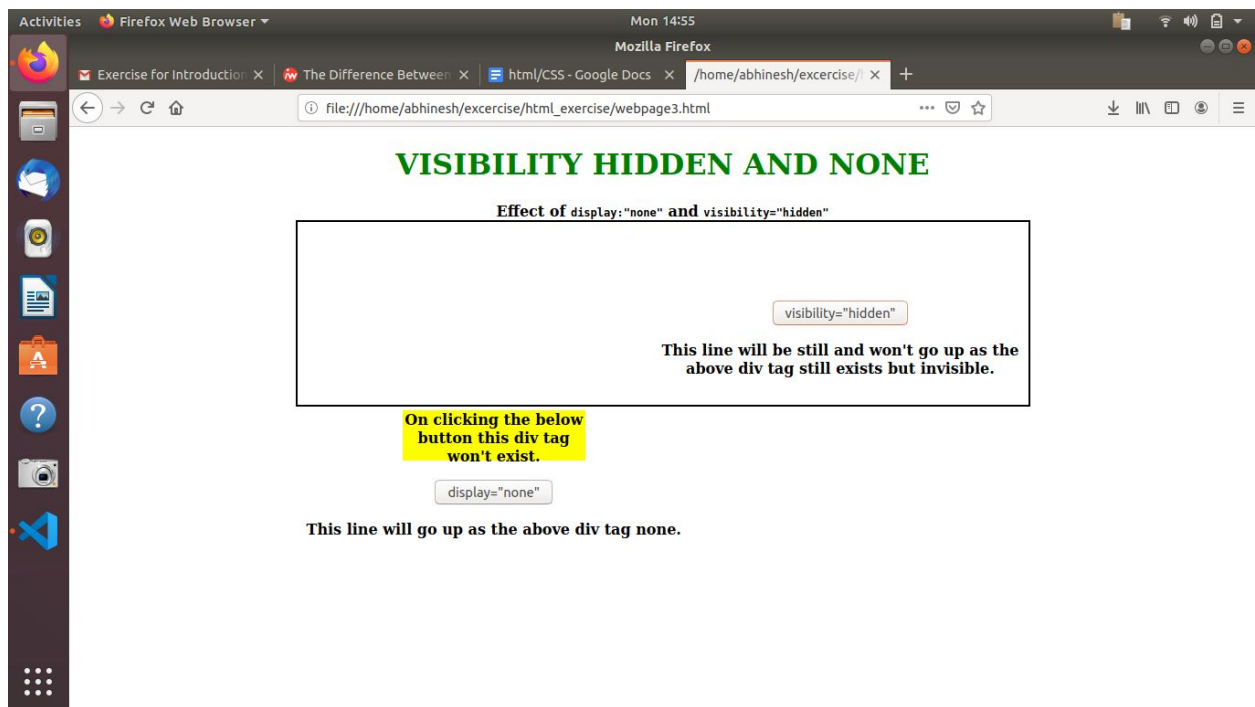 Activities Firefox Web Browser Mon 14:55
Mozilla Firefox
Exercise for Introduction The Difference Between html/CSS - Google Docs /home/abhinesh/excercise/
file:///home/abhinesh/excercise/html_exercise/webpage3.html
VISIBILITY HIDDEN AND NONE
Effect of display:"none" and visibility="hidden"
visibility="hidden"
This line will be still and won't go up as the
above div tag still exists but invisible.
On clicking the below
button this div tag
won't exist.
display="none"
This line will go up as the above div tag none.